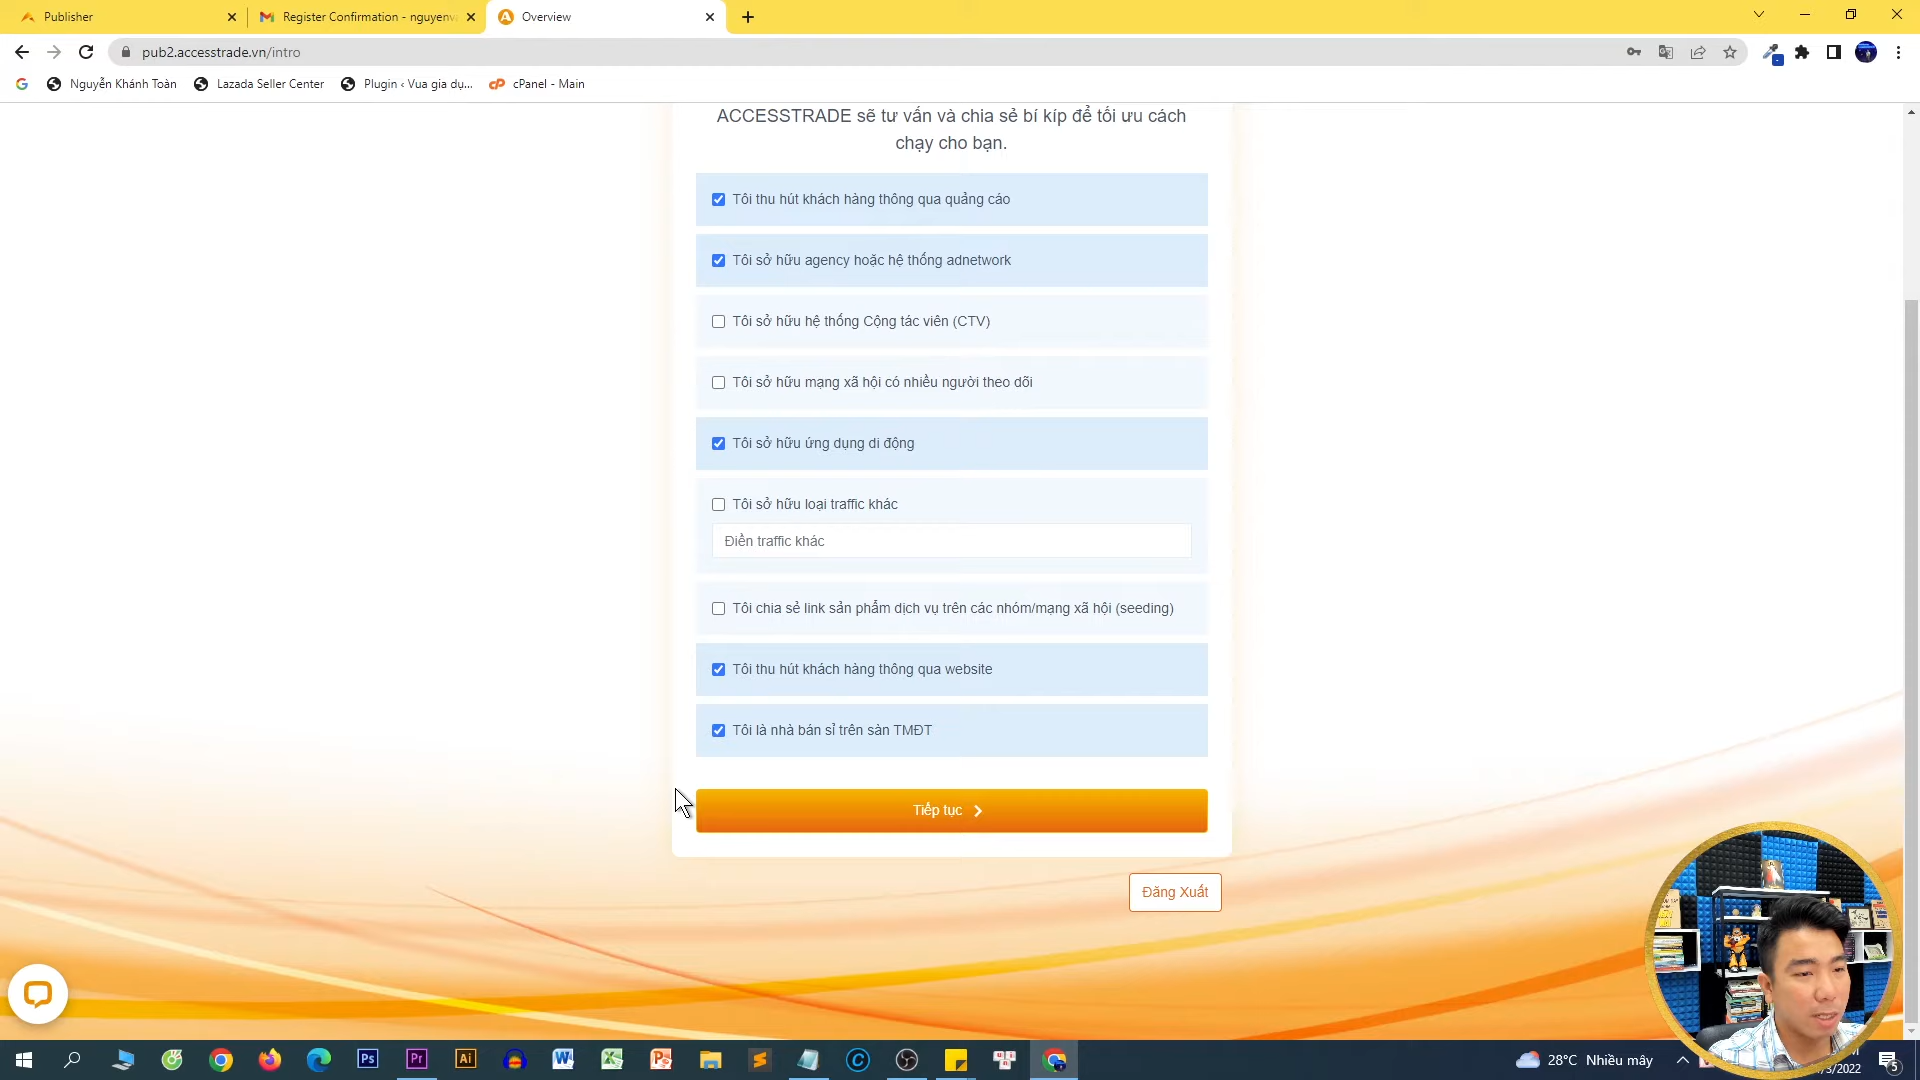 Publisher
Register Confirmation - nguyenv
Overview
pub2.accesstrade.vn/intro
Nguyễn Khánh Toàn
Lazada Seller Center
Plugin ‹ Vua gia dụ...
cPanel - Main
ACCESSTRADE sẽ tư vấn và chia sẻ bí kíp để tối ưu cách
chạy cho bạn.
Tôi thu hút khách hàng thông qua quảng cáo
Tôi sở hữu agency hoặc hệ thống adnetwork
Tôi sở hữu hệ thống Cộng tác viên (CTV)
Tôi sở hữu mạng xã hội có nhiều người theo dõi
Tôi sở hữu ứng dụng di động
Tôi sở hữu loại traffic khác
Điền traffic khác
Tôi chia sẻ link sản phẩm dịch vụ trên các nhóm/mạng xã hội (seeding)
Tôi thu hút khách hàng thông qua website
Tôi là nhà bán sỉ trên sàn TMĐT
Tiếp tục
Đăng Xuất
28°C Nhiều mây
/3/2022
5